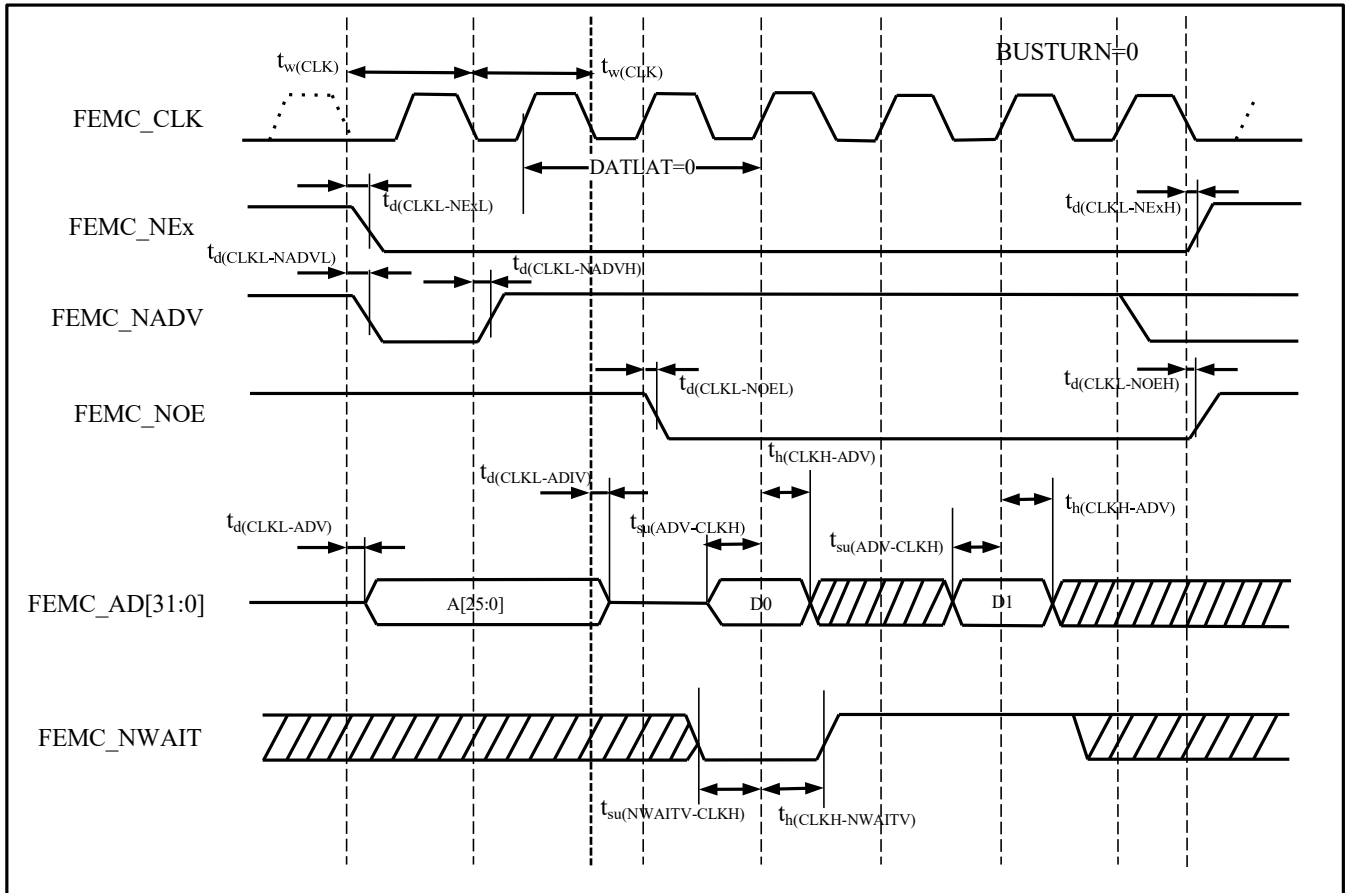 BUSTURN=0
tw(CLK)
tw(CLK)
FEMC_CLK
DATLAT=0
td(CLKL-NExL)
td(CLKL-NExH)
FEMC_NEx
td(CLKL-NADVL)
td(CLKL-NADVH)
FEMC_NADV
td(CLKL-NOEL)
td(CLKL-NOEH)
FEMC_NOE
th(CLKH-ADV)
td(CLKL-ADIV)
th(CLKH-ADV)
td(CLKL-ADV)
tsu(ADV-CLKH)
tsu(ADV-CLKH)
FEMC_AD[31:0]
A[25:0]
D0
D1
FEMC_NWAIT
tsu(NWAITV-CLKH)
th(CLKH-NWAITV)